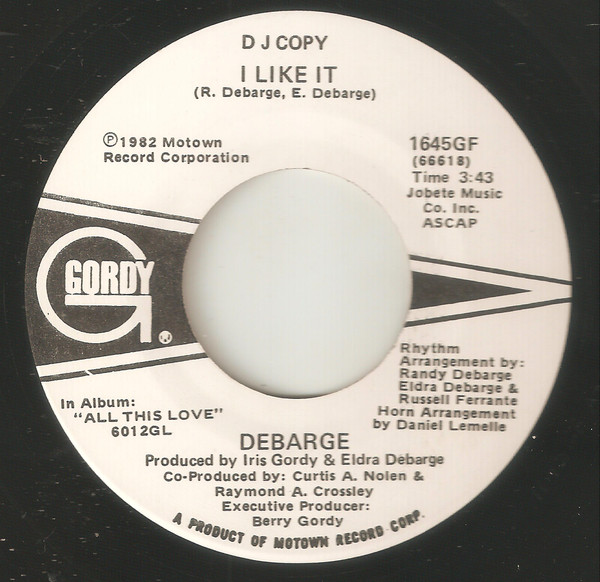 D J COPY
I LIKE IT
(R. Debarge, E. Debarge)
Ⓟ1982 Motown
Record Corporation
1645GF
(66618)
Time 3:43
Jobete Music
Co. Inc.
ASCAP
GORDY
G®
In Album:
"ALL THIS LOVE"
6012GL
Rhythm
Arrangement by:
Randy Debarge
Eldra Debarge &
Russell Ferrante
Horn Arrangement
by Daniel Lemelle
DEBARGE
Produced by Iris Gordy & Eldra Debarge
Co-Produced by: Curtis A. Nolen &
Raymond A. Crossley
Executive Producer:
Berry Gordy
A PRODUCT OF MOTOWN RECORD CORP.